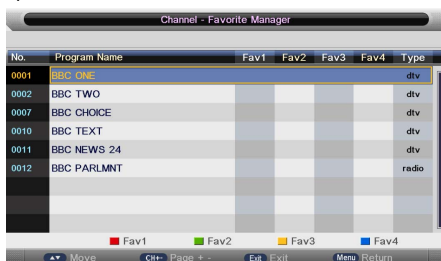 Channel - Favorite Manager
No. Program Name Fav1 Fav2 Fav3 Fav4 Type
0001 BBC ONE dtv
0002 BBC TWO dtv
0007 BBC CHOICE dtv
0010 BBC TEXT dtv
0011 BBC NEWS 24 dtv
0012 BBC PARLMNT radio
Fav1 Fav2 Fav3 Fav4
Move CH+- Page + - Exit Exit Menu Return